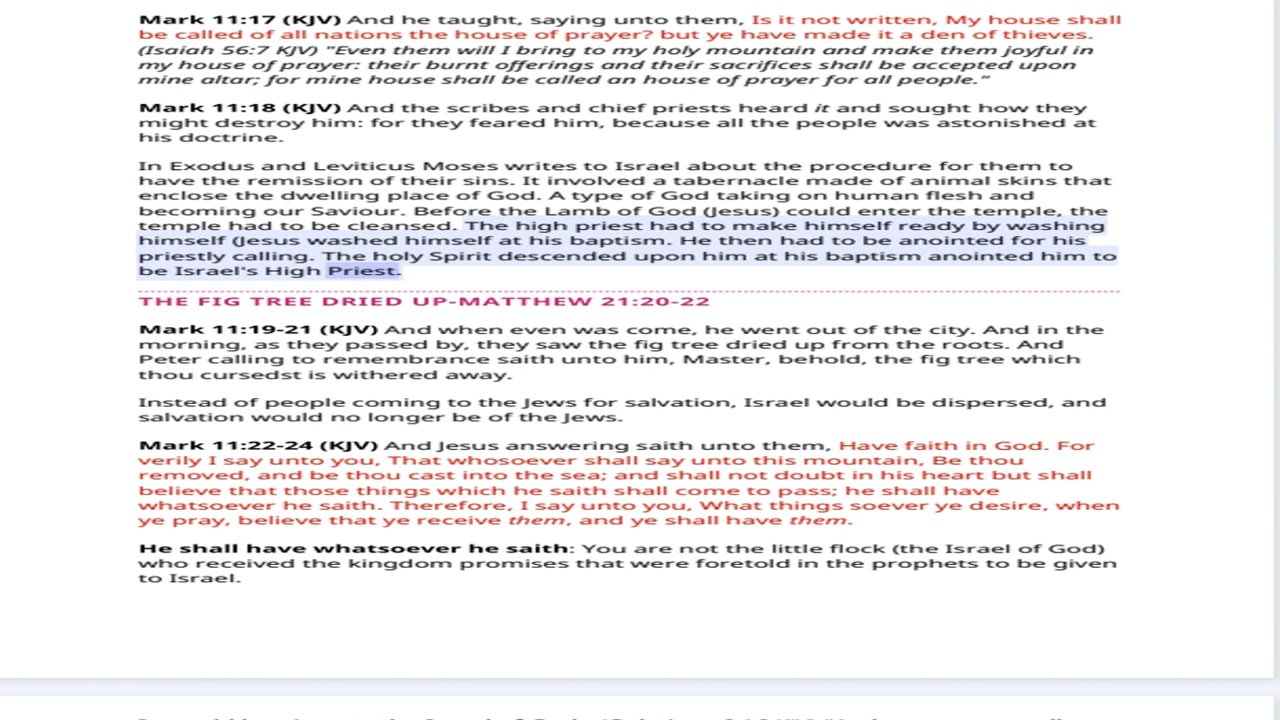 Mark 11:17 (KJV) And he taught, saying unto them, Is it not written, My house shall
be called of all nations the house of prayer? but ye have made it a den of thieves.
(Isaiah 56:7 KJV) "Even them will I bring to my holy mountain and make them joyful in
my house of prayer: their burnt offerings and their sacrifices shall be accepted upon
mine altar; for mine house shall be called an house of prayer for all people."
Mark 11:18 (KJV) And the scribes and chief priests heard it and sought how they
might destroy him: for they feared him, because all the people was astonished at
his doctrine.
In Exodus and Leviticus Moses writes to Israel about the procedure for them to
have the remission of their sins. It involved a tabernacle made of animal skins that
enclose the dwelling place of God. A type of God taking on human flesh and
becoming our Saviour. Before the Lamb of God (Jesus) could enter the temple, the
temple had to be cleansed. The high priest had to make himself ready by washing
himself (Jesus washed himself at his baptism. He then had to be anointed for his
priestly calling. The holy Spirit descended upon him at his baptism anointed him to
be Israel's High Priest.
THE FIG TREE DRIED UP-MATTHEW 21:20-22
Mark 11:19-21 (KJV) And when even was come, he went out of the city. And in the
morning, as they passed by, they saw the fig tree dried up from the roots. And
Peter calling to remembrance saith unto him, Master, behold, the fig tree which
thou cursedst is withered away.
Instead of people coming to the Jews for salvation, Israel would be dispersed, and
salvation would no longer be of the Jews.
Mark 11:22-24 (KJV) And Jesus answering saith unto them, Have faith in God. For
verily I say unto you, That whosoever shall say unto this mountain, Be thou
removed, and be thou cast into the sea; and shall not doubt in his heart but shall
believe that those things which he saith shall come to pass; he shall have
whatsoever he saith. Therefore, I say unto you, What things soever ye desire, when
ye pray, believe that ye receive them, and ye shall have them.
He shall have whatsoever he saith: You are not the little flock (the Israel of God)
who received the kingdom promises that were foretold in the prophets to be given
to Israel.